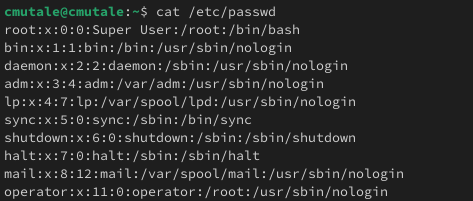 cmutale@cmutale:~$ cat /etc/passwd
root:x:0:0:Super User:/root:/bin/bash
bin:x:1:1:bin:/bin:/usr/sbin/nologin
daemon:x:2:2:daemon:/sbin:/usr/sbin/nologin
adm:x:3:4:adm:/var/adm:/usr/sbin/nologin
lp:x:4:7:lp:/var/spool/lpd:/usr/sbin/nologin
sync:x:5:0:sync:/sbin:/bin/sync
shutdown:x:6:0:shutdown:/sbin:/sbin/shutdown
halt:x:7:0:halt:/sbin:/sbin/halt
mail:x:8:12:mail:/var/spool/mail:/usr/sbin/nologin
operator:x:11:0:operator:/root:/usr/sbin/nologin